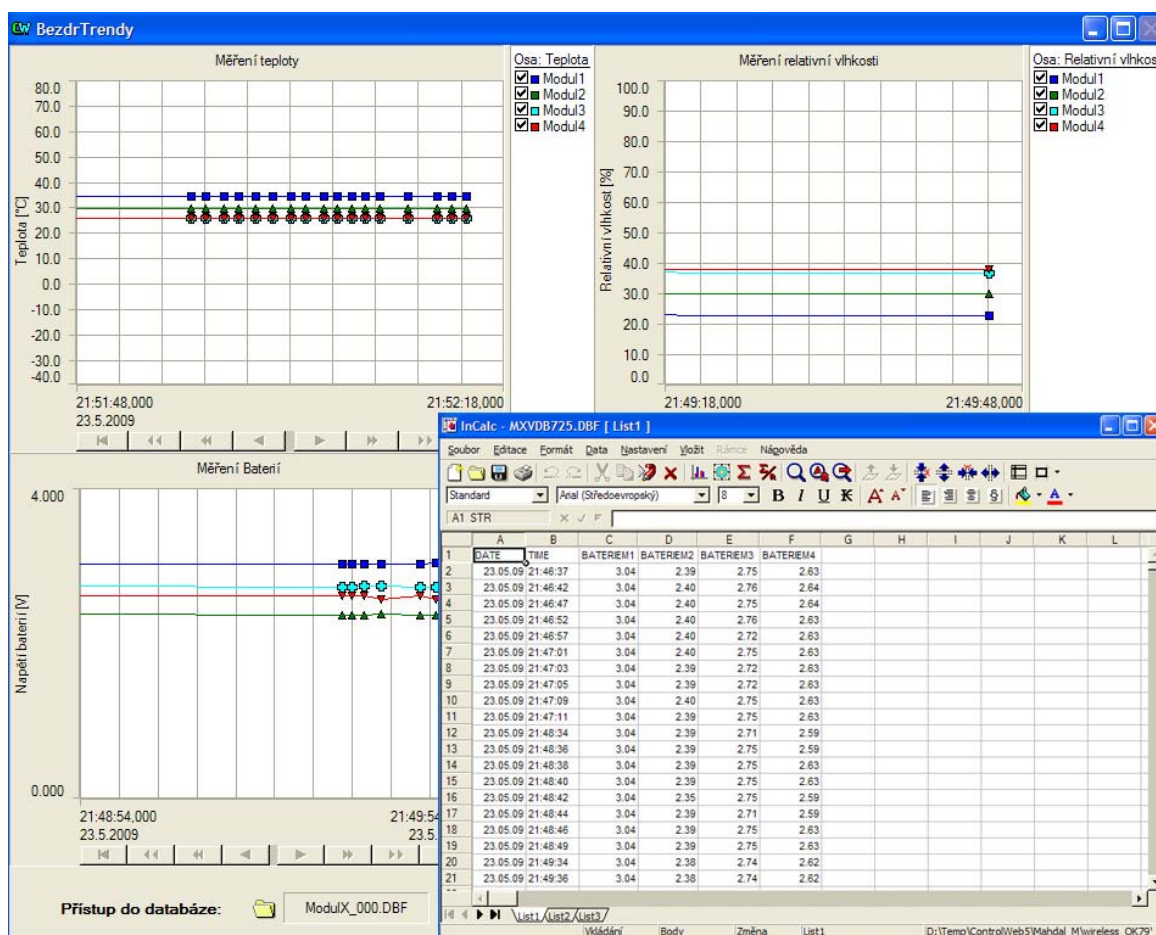 BezdrTrendy
Měření teploty
Osa: Teplota
Modul1
Modul2
Modul3
Modul4
Teplota [°C]
80.0
70.0
60.0
50.0
40.0
30.0
20.0
10.0
0.0
-10.0
-20.0
-30.0
-40.0
21:51:48,000
21:52:18,000
23.5.2009
Měření relativní vlhkosti
Osa: Relativní vlhkos
Modul1
Modul2
Modul3
Modul4
Relativní vlhkost [%]
100.0
90.0
80.0
70.0
60.0
50.0
40.0
30.0
20.0
10.0
0.0
21:49:18,000
21:49:48,000
Měření Baterií
Napětí baterií [V]
4.000
0.000
21:48:54,000
21:49:54
23.5.2009
23.5.
Přístup do databáze:
ModulX_000.DBF
InCalc - MXVDB725.DBF [ List1 ]
Soubor Editace Formát Data Nastavení Vložit Rámce Nápověda
Standard Arial (Středoevropský) 8 B I U K A A § A
A1 STR
A B C D E F G H I J K L
1 DATE TIME BATERIEM1 BATERIEM2 BATERIEM3 BATERIEM4
2 23.05.09 21:46:37 3.04 2.39 2.75 2.63
3 23.05.09 21:46:42 3.04 2.40 2.76 2.64
4 23.05.09 21:46:47 3.04 2.40 2.75 2.64
5 23.05.09 21:46:52 3.04 2.40 2.76 2.63
6 23.05.09 21:46:57 3.04 2.40 2.72 2.63
7 23.05.09 21:47:01 3.04 2.40 2.75 2.63
8 23.05.09 21:47:03 3.04 2.39 2.72 2.63
9 23.05.09 21:47:05 3.04 2.39 2.72 2.63
10 23.05.09 21:47:09 3.04 2.40 2.75 2.63
11 23.05.09 21:47:11 3.04 2.39 2.75 2.63
12 23.05.09 21:48:34 3.04 2.39 2.71 2.59
13 23.05.09 21:48:36 3.04 2.39 2.75 2.59
14 23.05.09 21:48:38 3.04 2.39 2.75 2.63
15 23.05.09 21:48:40 3.04 2.39 2.75 2.63
16 23.05.09 21:48:42 3.04 2.35 2.75 2.59
17 23.05.09 21:48:44 3.04 2.39 2.71 2.59
18 23.05.09 21:48:46 3.04 2.39 2.75 2.63
19 23.05.09 21:48:49 3.04 2.39 2.75 2.63
20 23.05.09 21:49:34 3.04 2.38 2.74 2.62
21 23.05.09 21:49:36 3.04 2.38 2.74 2.62
List1 List2 List3
Vkládání Body Změna List1 D:\Temp\ControlWeb5\Mahdal_M\wireless_OK79\